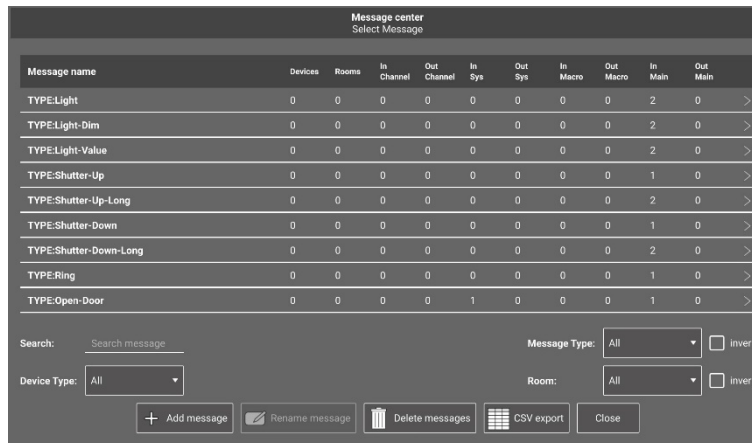 Message center
Select Message
Message name Devices Rooms In Channel Out Channel In Sys Out Sys In Macro Out Macro In Main Out Main
TYPE:Light 0 0 0 0 0 0 0 0 2 0
TYPE:Light-Dim 0 0 0 0 0 0 0 0 2 0
TYPE:Light-Value 0 0 0 0 0 0 0 0 2 0
TYPE:Shutter-Up 0 0 0 0 0 0 0 0 1 0
TYPE:Shutter-Up-Long 0 0 0 0 0 0 0 0 2 0
TYPE:Shutter-Down 0 0 0 0 0 0 0 0 1 0
TYPE:Shutter-Down-Long 0 0 0 0 0 0 0 0 2 0
TYPE:Ring 0 0 0 0 0 0 0 0 1 0
TYPE:Open-Door 0 0 0 0 1 0 0 0 1 0
Search: Search message Message Type: All inver
Device Type: All Room: All inver
Add message Rename message Delete messages CSV export Close